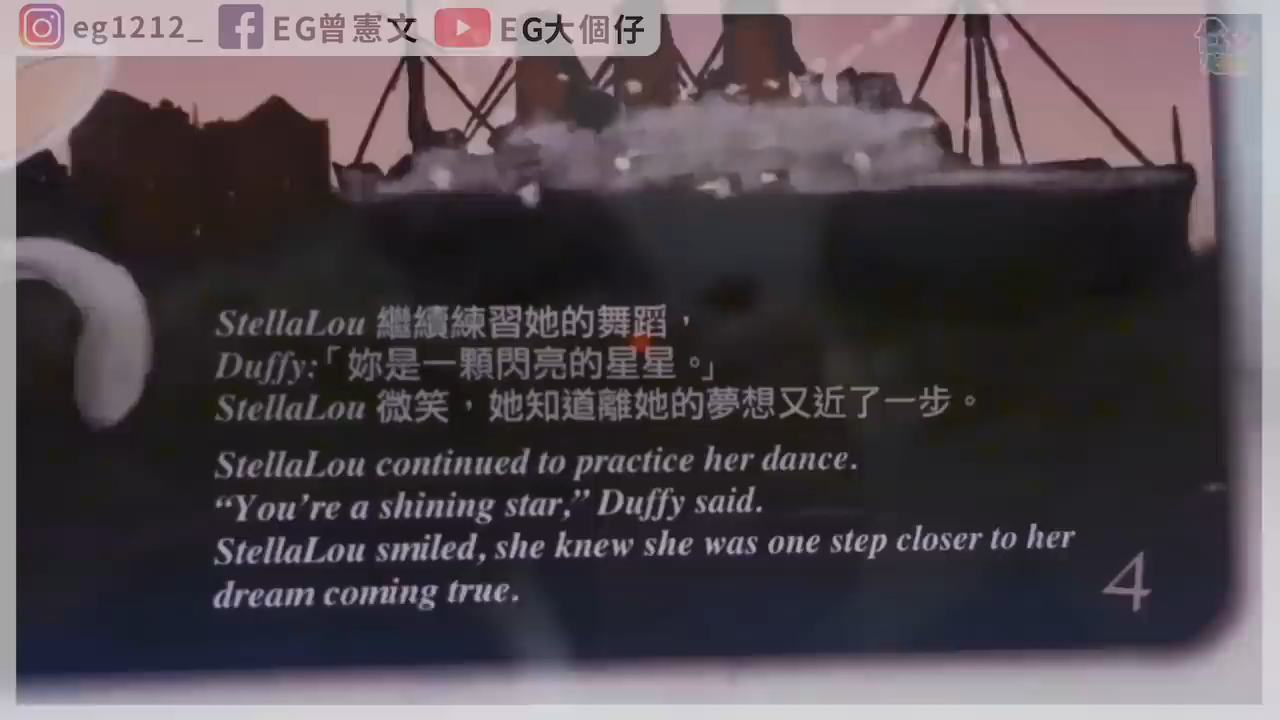 eg1212_ EG曾憲文 EG大個仔
StellaLou 繼續練習她的舞蹈，
Duffy:「妳是一顆閃亮的星星。」
StellaLou 微笑，她知道離她的夢想又近了一步。
StellaLou continued to practice her dance.
“You’re a shining star,” Duffy said.
StellaLou smiled, she knew she was one step closer to her
dream coming true.
4